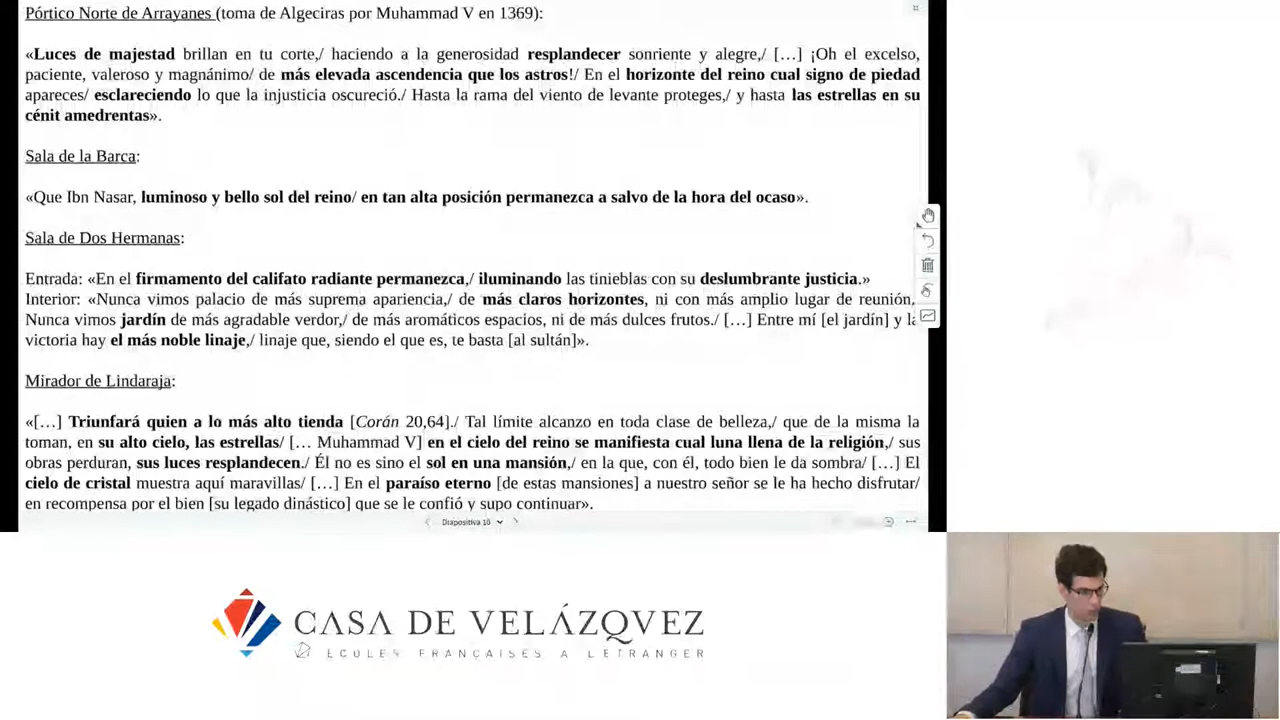 Pórtico Norte de Arrayanes (toma de Algeciras por Muhammad V en 1369):
«Luces de majestad brillan en tu corte,/ haciendo a la generosidad resplandecer sonriente y alegre,/ […] ¡Oh el excelso,
paciente, valeroso y magnánimo/ de más elevada ascendencia que los astros!/ En el horizonte del reino cual signo de piedad
apareces/ esclareciendo lo que la injusticia oscureció./ Hasta la rama del viento de levante proteges,/ y hasta las estrellas en su
cénit amedrentas».
Sala de la Barca:
«Que Ibn Nasar, luminoso y bello sol del reino/ en tan alta posición permanezca a salvo de la hora del ocaso».
Sala de Dos Hermanas:
Entrada: «En el firmamento del califato radiante permanezca,/ iluminando las tinieblas con su deslumbrante justicia.»
Interior: «Nunca vimos palacio de más suprema apariencia,/ de más claros horizontes, ni con más amplio lugar de reunión.
Nunca vimos jardín de más agradable verdor,/ de más aromáticos espacios, ni de más dulces frutos./ […] Entre mí [el jardín] y la
victoria hay el más noble linaje,/ linaje que, siendo el que es, te basta [al sultán]».
Mirador de Lindaraja:
«[…] Triunfará quien a lo más alto tienda [Corán 20,64]./ Tal límite alcanzo en toda clase de belleza,/ que de la misma la
toman, en su alto cielo, las estrellas/ [… Muhammad V] en el cielo del reino se manifiesta cual luna llena de la religión,/ sus
obras perduran, sus luces resplandecen./ Él no es sino el sol en una mansión,/ en la que, con él, todo bien le da sombra/ […] El
cielo de cristal muestra aquí maravillas/ […] En el paraíso eterno [de estas mansiones] a nuestro señor se le ha hecho disfrutar/
en recompensa por el bien [su legado dinástico] que se le confió y supo continuar».
Diapositiva 10
CASA DE VELÁZQVEZ
ÉCOLES FRANÇAISES À L'ÉTRANGER